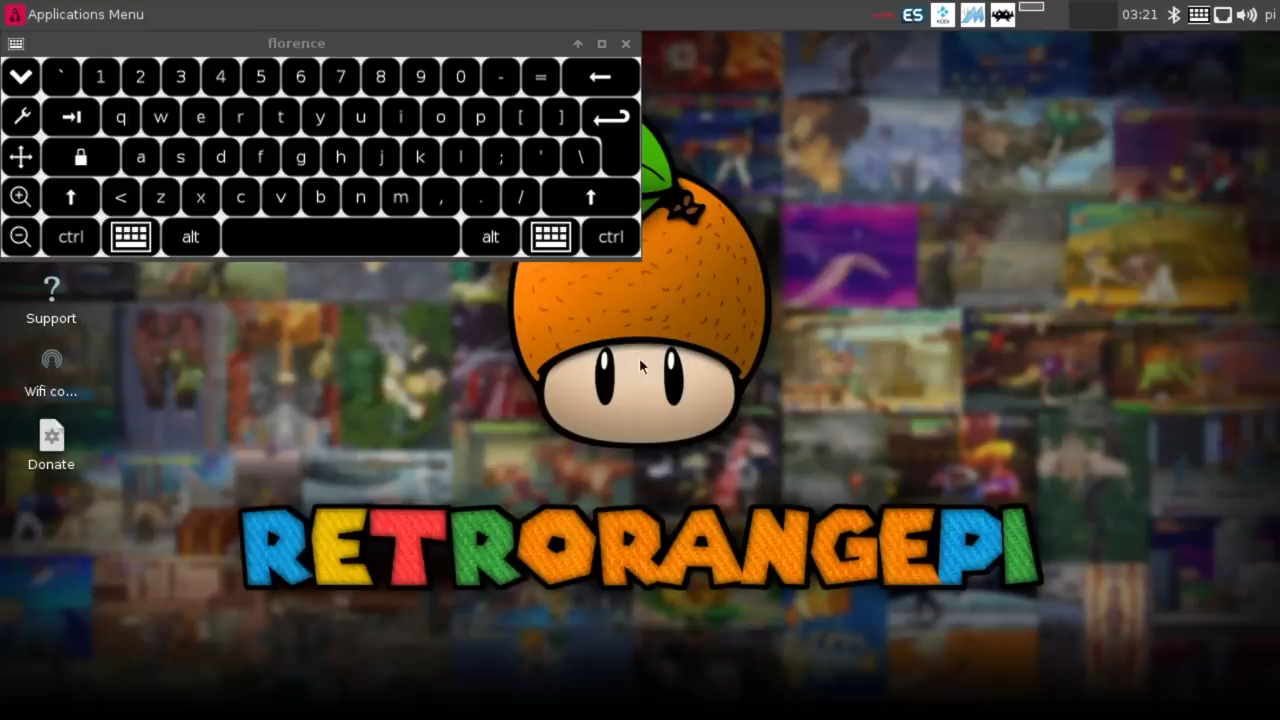 Applications Menu
ES
KODI
03:21
pi
florence
` 1 2 3 4 5 6 7 8 9 0 - =
q w e r t y u i o p [ ]
a s d f g h j k l ; ' \
< z x c v b n m , . /
ctrl alt alt ctrl
Support
Wifi co...
Donate
RETRORANGEPI